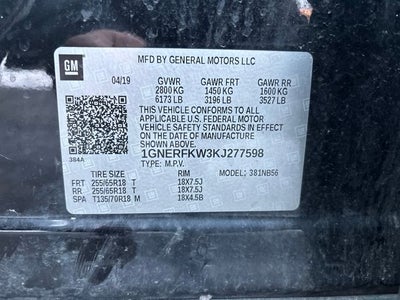 GM
MFD BY GENERAL MOTORS LLC
04/19 GVWR GAWR FRT GAWR RR
2800 KG 1450 KG 1600 KG
6173 LB 3196 LB 3527 LB
THIS VEHICLE CONFORMS TO ALL
APPLICABLE U.S. FEDERAL MOTOR
VEHICLE SAFETY STANDARDS IN
EFFECT ON THE DATE OF MANUFACTURE
SHOWN ABOVE.
1GNERFKW3KJ277598
384A TYPE: M.P.V.
MODEL: 381NB56
TIRE SIZE RIM
FRT 255/65R18 T 18X7.5J
RR 255/65R18 T 18X7.5J
SPA T135/70R18 M 18X4.5B